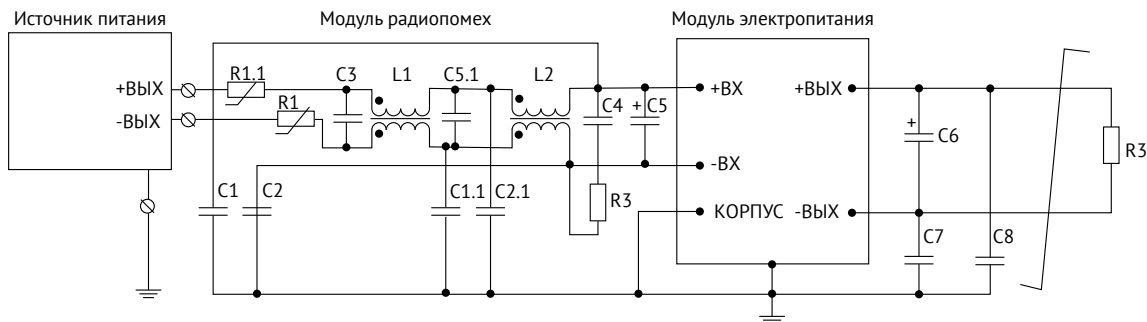 Источник питания
Модуль радиопомех
Модуль электропитания
+ВЫХ
-ВЫХ
R1.1
R1
C3
L1
C5.1
L2
C4
+
C5
+ВХ
-ВХ
КОРПУС
+ВЫХ
-ВЫХ
+
C6
R3
C1
C2
C1.1
C2.1
R3
C7
C8